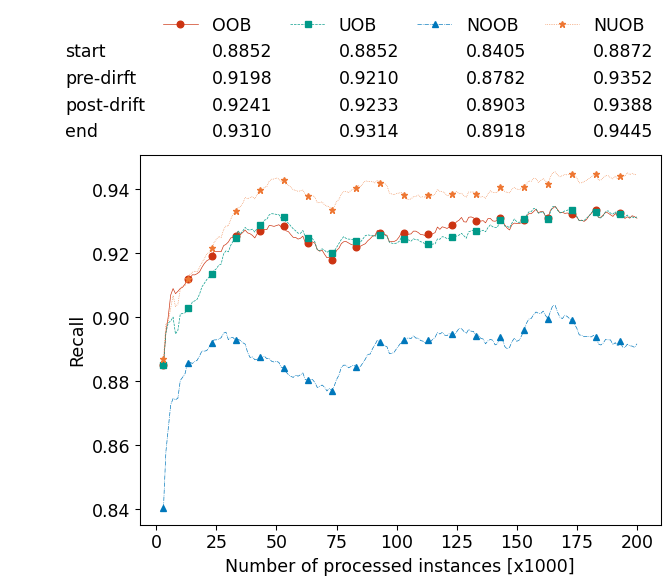 OOB UOB NOOB NUOB
start 0.8852 0.8852 0.8405 0.8872
pre-dirft 0.9198 0.9210 0.8782 0.9352
post-drift 0.9241 0.9233 0.8903 0.9388
end 0.9310 0.9314 0.8918 0.9445
0.94
0.92
0.90
0.88
0.86
0.84
Recall
0 25 50 75 100 125 150 175 200
Number of processed instances [x1000]